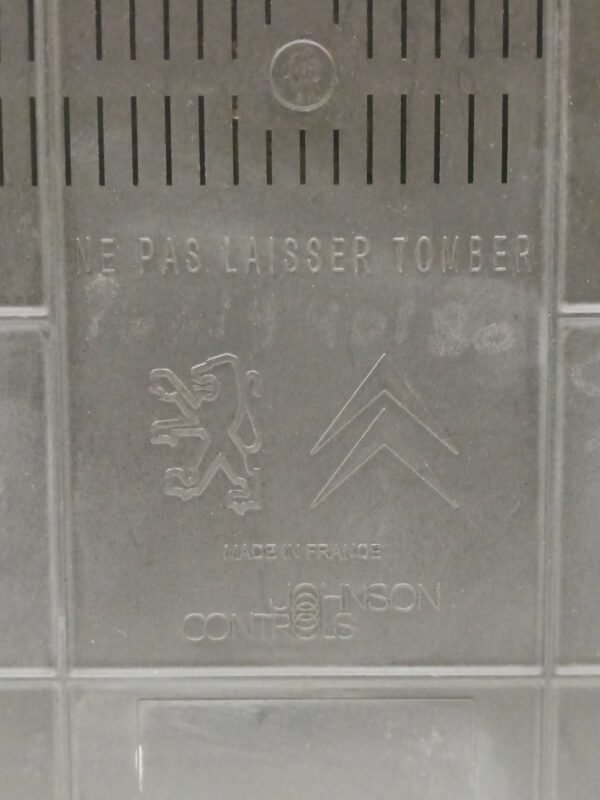 NE PAS LAISSER TOMBER
MADE IN FRANCE
JOHNSON
CONTROLS